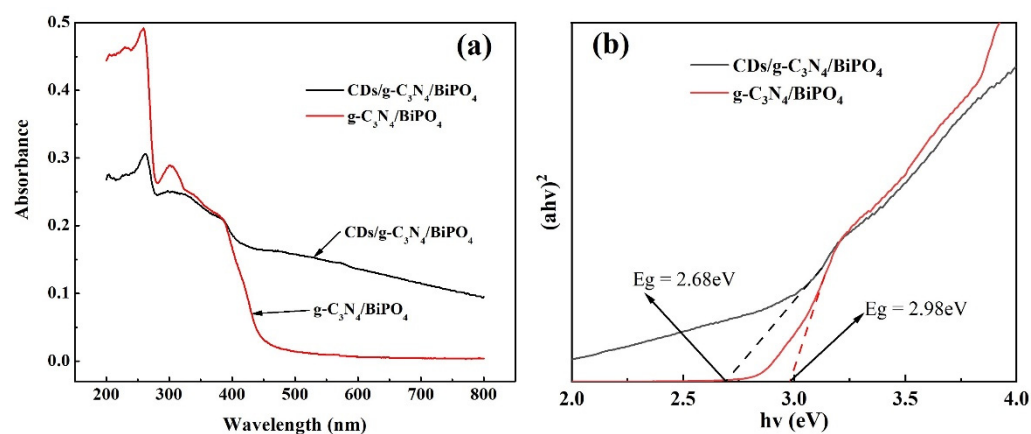 (a)
CDs/g-C₃N₄/BiPO₄
g-C₃N₄/BiPO₄
CDs/g-C₃N₄/BiPO₄
g-C₃N₄/BiPO₄
0.5
0.4
0.3
0.2
0.1
0.0
Absorbance
200 300 400 500 600 700 800
Wavelength (nm)
(b)
CDs/g-C₃N₄/BiPO₄
g-C₃N₄/BiPO₄
Eg = 2.68eV
Eg = 2.98eV
(ahv)²
2.0 2.5 3.0 3.5 4.0
hv (eV)